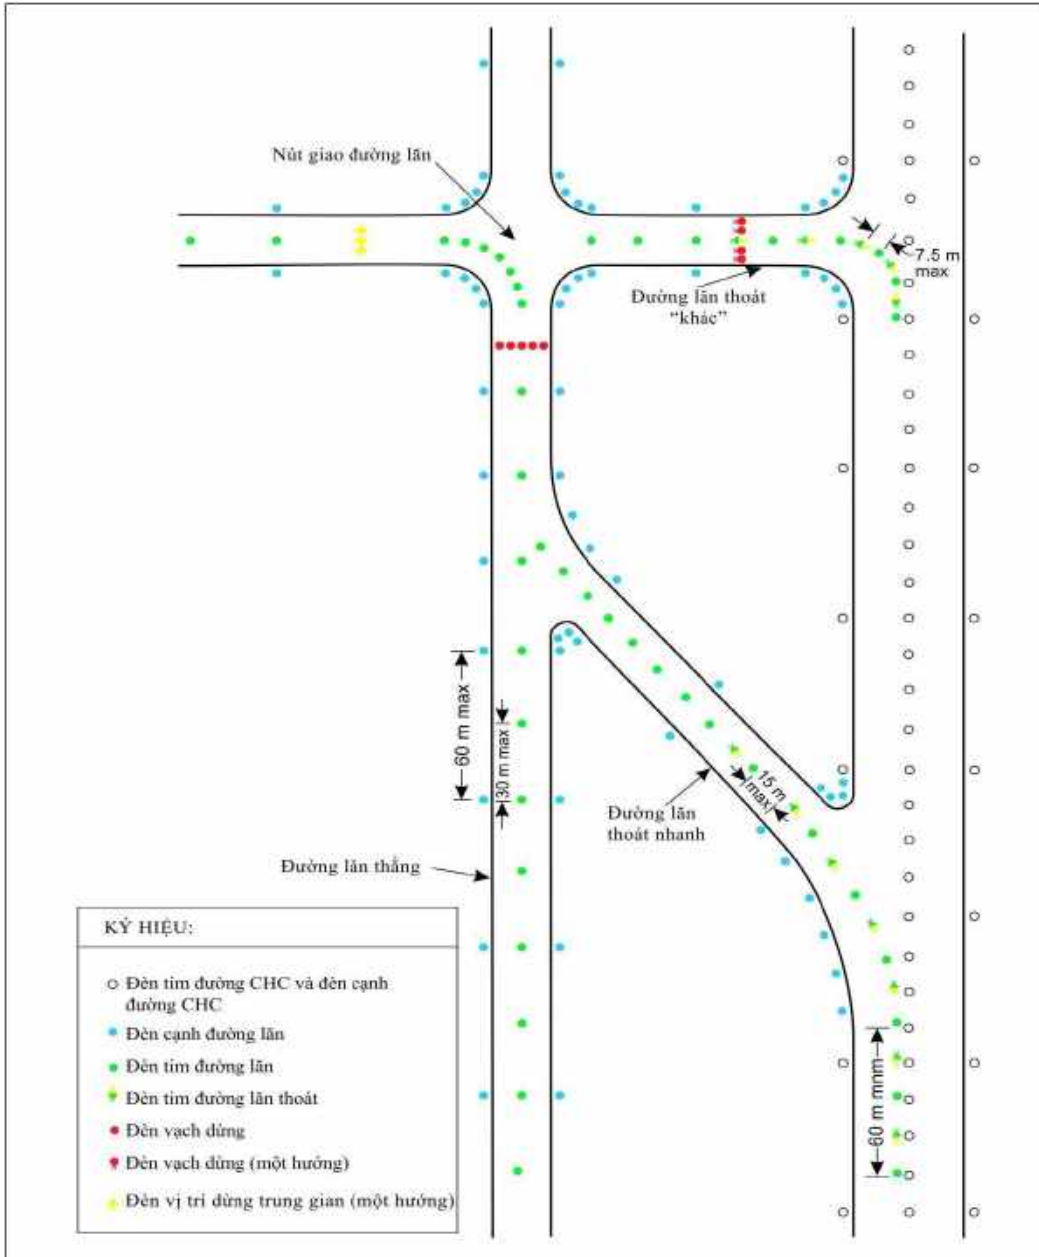 Nút giao đường lăn
7.5 m
max
Đường lăn thoát
“khác”
60 m max
30 m max
15 m
max
Đường lăn
thoát nhanh
Đường lăn thẳng
60 m mnm
KÝ HIỆU:
Đèn tim đường CHC và đèn cạnh
đường CHC
Đèn cạnh đường lăn
Đèn tim đường lăn
Đèn tim đường lăn thoát
Đèn vạch dừng
Đèn vạch dừng (một hướng)
Đèn vị trí dừng trung gian (một hướng)